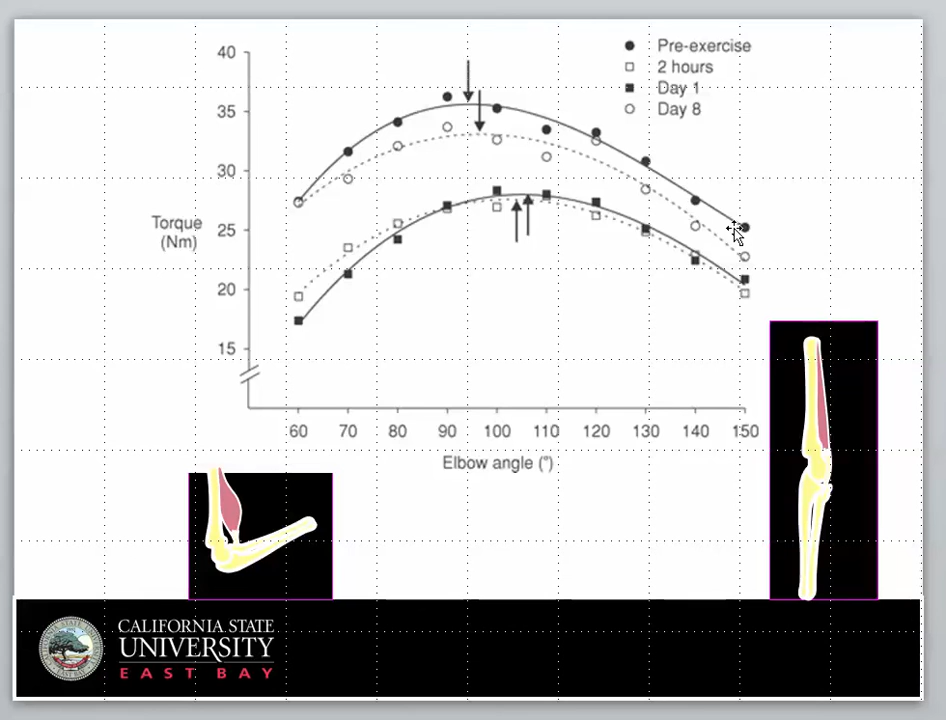 40
35
30
25
20
15
Torque
(Nm)
Pre-exercise
2 hours
Day 1
Day 8
60 70 80 90 100 110 120 130 140 150
Elbow angle (°)
CALIFORNIA STATE
UNIVERSITY
EAST BAY